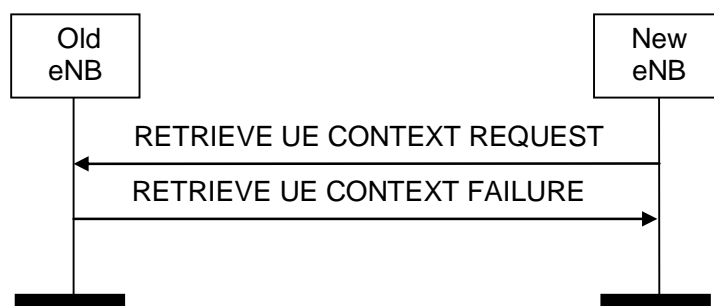 Old
eNB
New
eNB
RETRIEVE UE CONTEXT REQUEST
RETRIEVE UE CONTEXT FAILURE